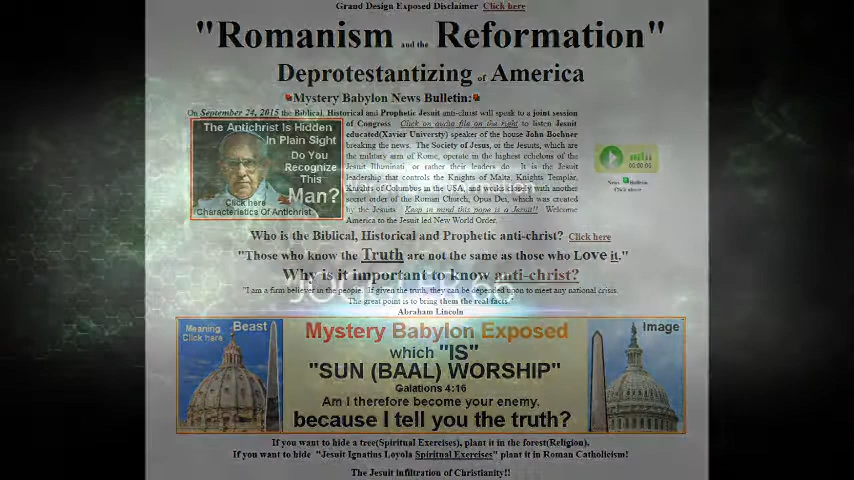 Grand Design Exposed Disclaimer Click here
"Romanism and the Reformation"
Deprotestantizing of America
Mystery Babylon News Bulletin:
On September 24, 2015 the Biblical, Historical and Prophetic Jesuit anti-christ will speak to a joint session
of Congress. Click on audio file on the right to listen Jesuit
educated(Xavier Unverity) speaker of the house John Boehner
breaking the news. The Society of Jesus, or the Jesuits, which are
the military arm of Rome, operate in the highest echelons of the
Jesuit Illuminati, or rather their leaders do. It is the Jesuit
leadership that controls the Knights of Malta, Knights Templar,
Knights of Columbus in the USA, with another
secret order of the Roman Church, Opus Dei, which was created
by the Jesuits. Keep in mind this pope is a Jesuit!! Welcome
America to the Jesuit led New World Order.
The Antichrist Is Hidden
In Plain Sight
Do You
Recognize
This
Man?
Click here
Characteristics Of Antichrist
00:00:00
News Bulletin
Click above
Who is the Biblical, Historical and Prophetic anti-christ? Click here
"Those who know the Truth are not the same as those who Love it."
Why is it important to know anti-christ?
"I am a firm believer in the people. If given the truth, they can be depended upon to meet any national crisis.
The great point is to bring them the real facts."
Abraham Lincoln
Meaning
Click here
Beast
Mystery Babylon Exposed
which "IS"
"SUN (BAAL) WORSHIP"
Galations 4:16
Am I therefore become your enemy,
because I tell you the truth?
Image
If you want to hide a tree(Spiritual Exercises), plant it in the forest(Religion).
If you want to hide "Jesuit Ignatius Loyola Spiritual Exercises" plant it in Roman Catholicism!
The Jesuit infiltration of Christianity!!